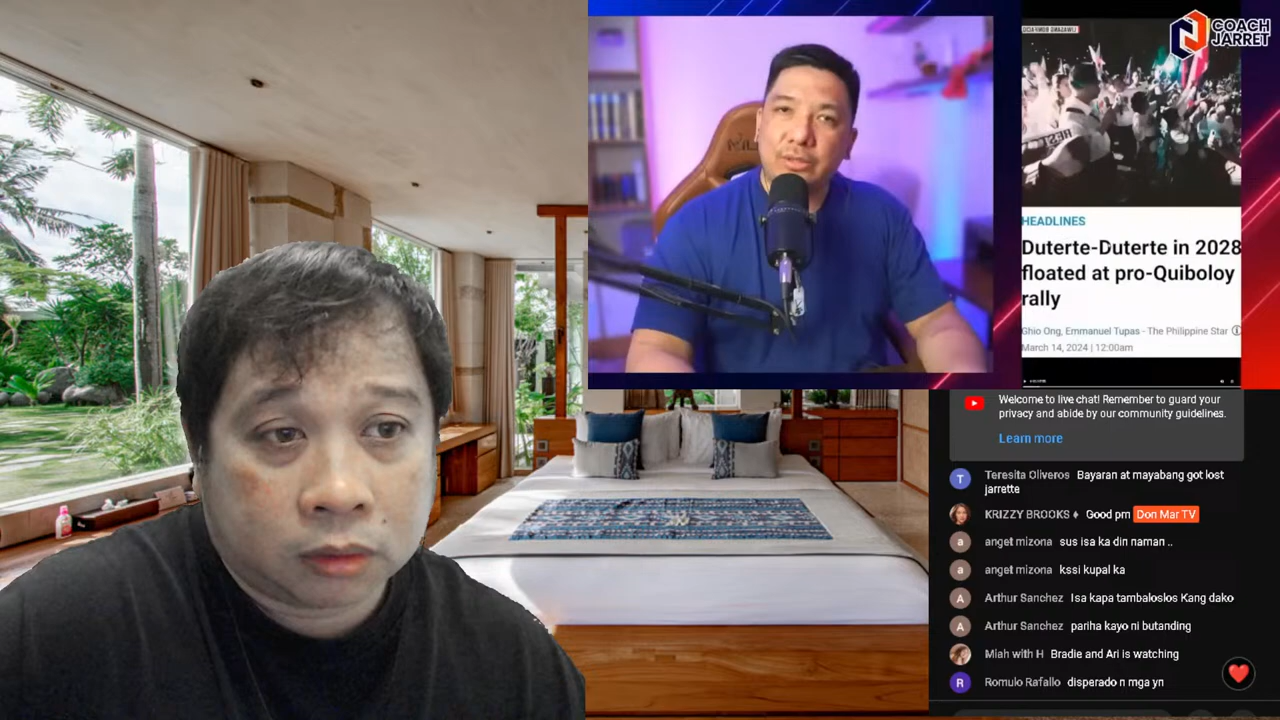 COACH
JARRET
HEADLINES
Duterte-Duterte in 2028
floated at pro-Quiboloy
rally
Ghio Ong, Emmanuel Tupas - The Philippine Star
March 14, 2024 | 12:00am
Welcome to live chat! Remember to guard your
privacy and abide by our community guidelines.
Learn more
T
Teresita Oliveros Bayaran at mayabang got lost
jarrette
KRIZZY BROOKS Good pm Don Mar TV
a
anget mizona sus isa ka din naman ..
a
anget mizona kssi kupal ka
A
Arthur Sanchez Isa kapa tambaloslos Kang dako
A
Arthur Sanchez pariha kayo ni butanding
Miah with H Bradie and Ari is watching
R
Romulo Rafallo disperado n mga yn